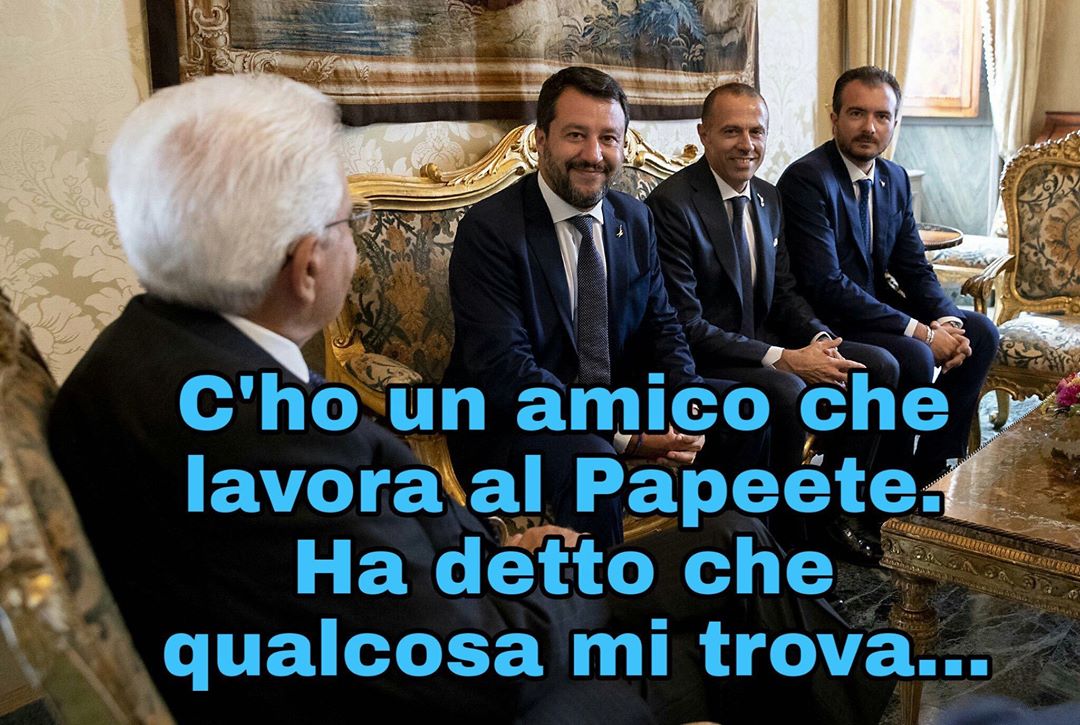 C'ho un amico che
lavora al Papeete.
Ha detto che
qualcosa mi trova...